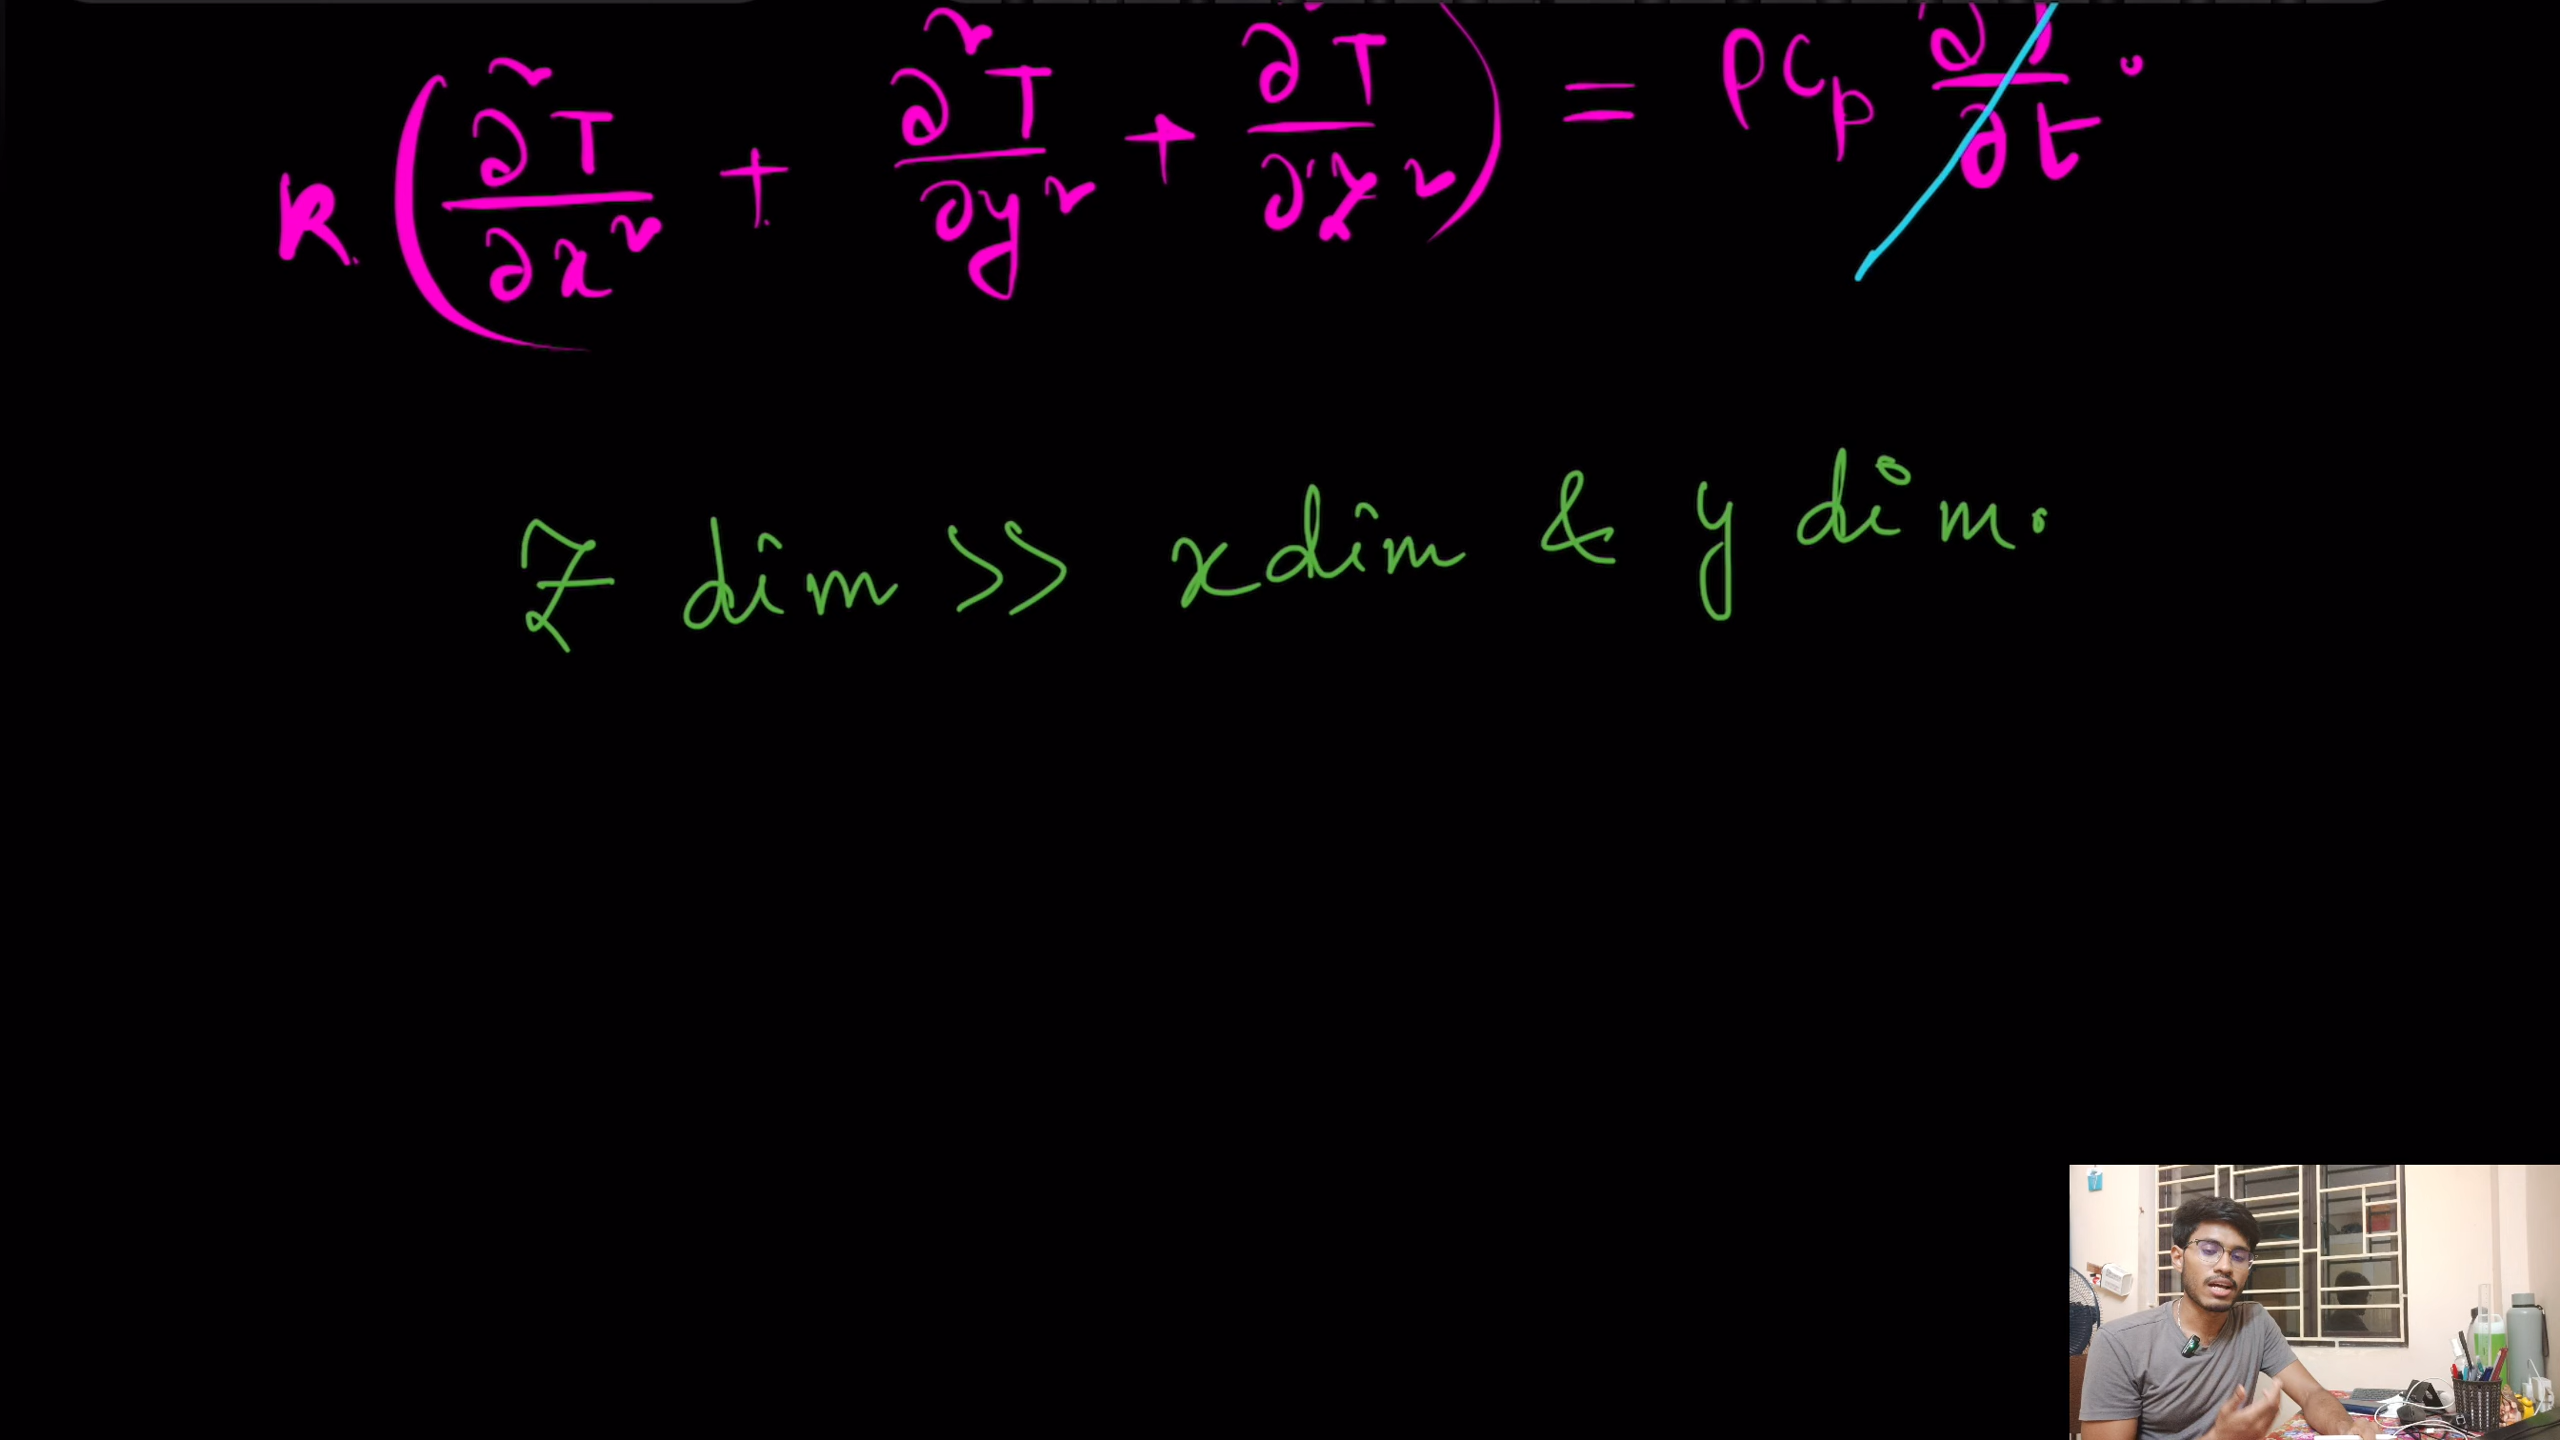 k (∂²T/∂x² + ∂²T/∂y² + ∂²T/∂z²) = ρCp ∂T/∂t .
Z dim >> x dim & y dim.